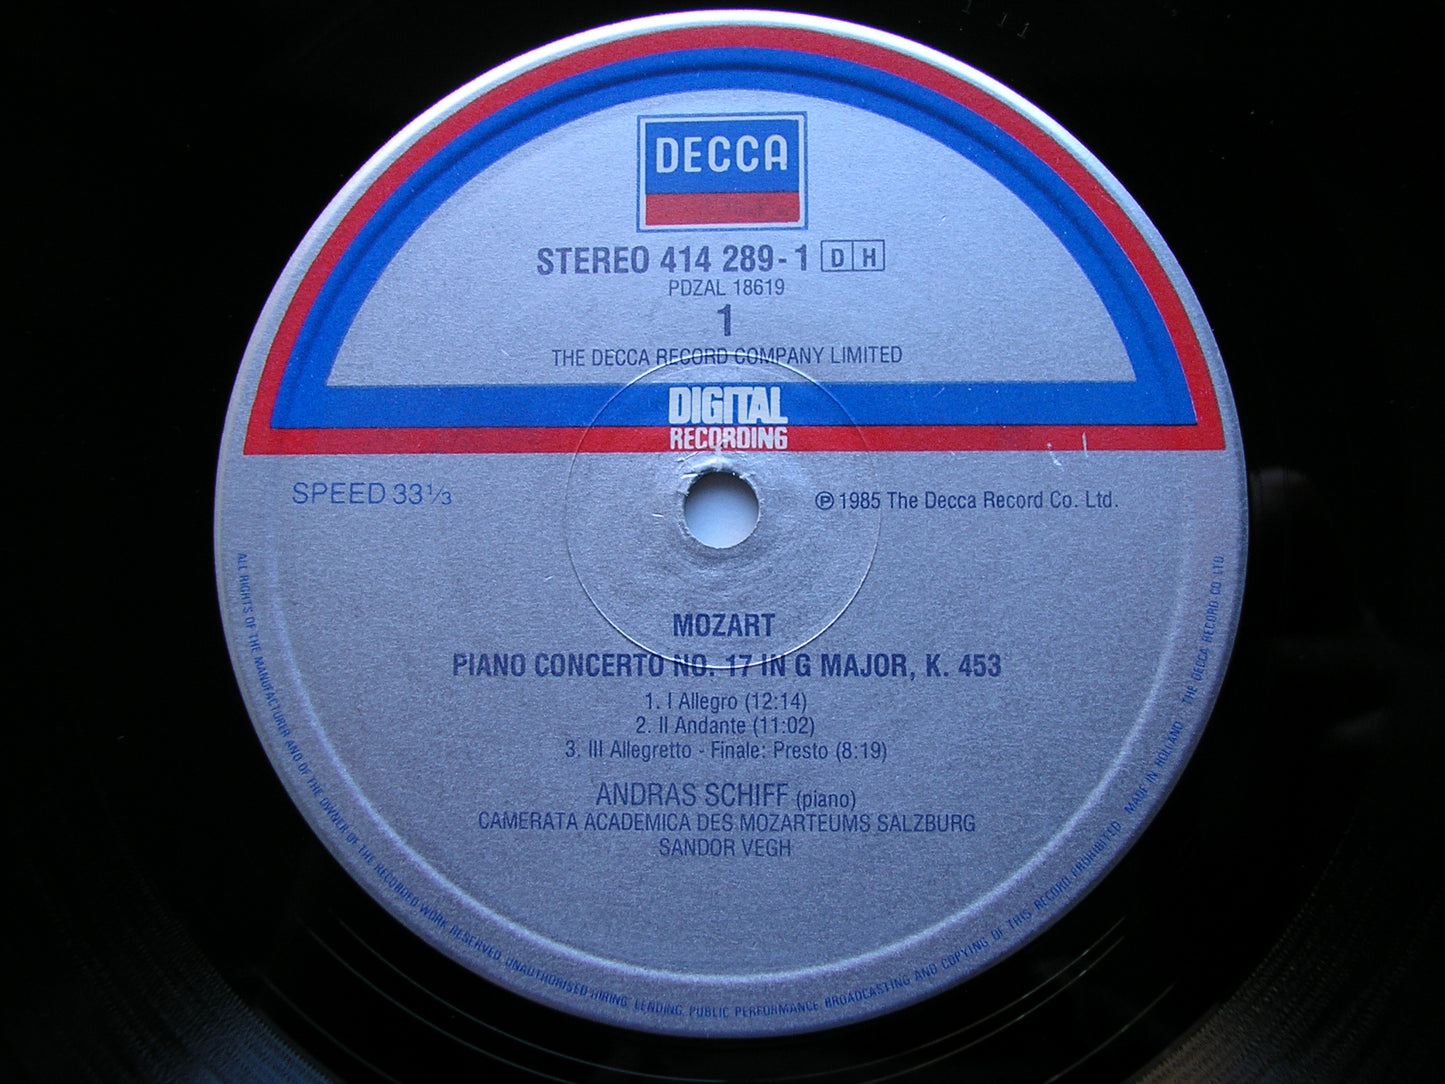 DECCA
STEREO 414 289-1 DH
PDZAL 18619
1
THE DECCA RECORD COMPANY LIMITED
DIGITAL
RECORDING
SPEED 33 1/3
℗ 1985 The Decca Record Co. Ltd.
MOZART
PIANO CONCERTO NO. 17 IN G MAJOR, K. 453
1. I Allegro (12:14)
2. II Andante (11:02)
3. III Allegretto - Finale: Presto (8:19)
ANDRAS SCHIFF (piano)
CAMERATA ACADEMICA DES MOZARTEUMS SALZBURG
SANDOR VEGH
ALL RIGHTS OF THE MANUFACTURER AND OF THE OWNER OF THE RECORDED WORK RESERVED. UNAUTHORISED HIRING, LENDING, PUBLIC PERFORMANCE, BROADCASTING AND COPYING OF THIS RECORD PROHIBITED. MADE IN HOLLAND THE DECCA RECORD CO LTD